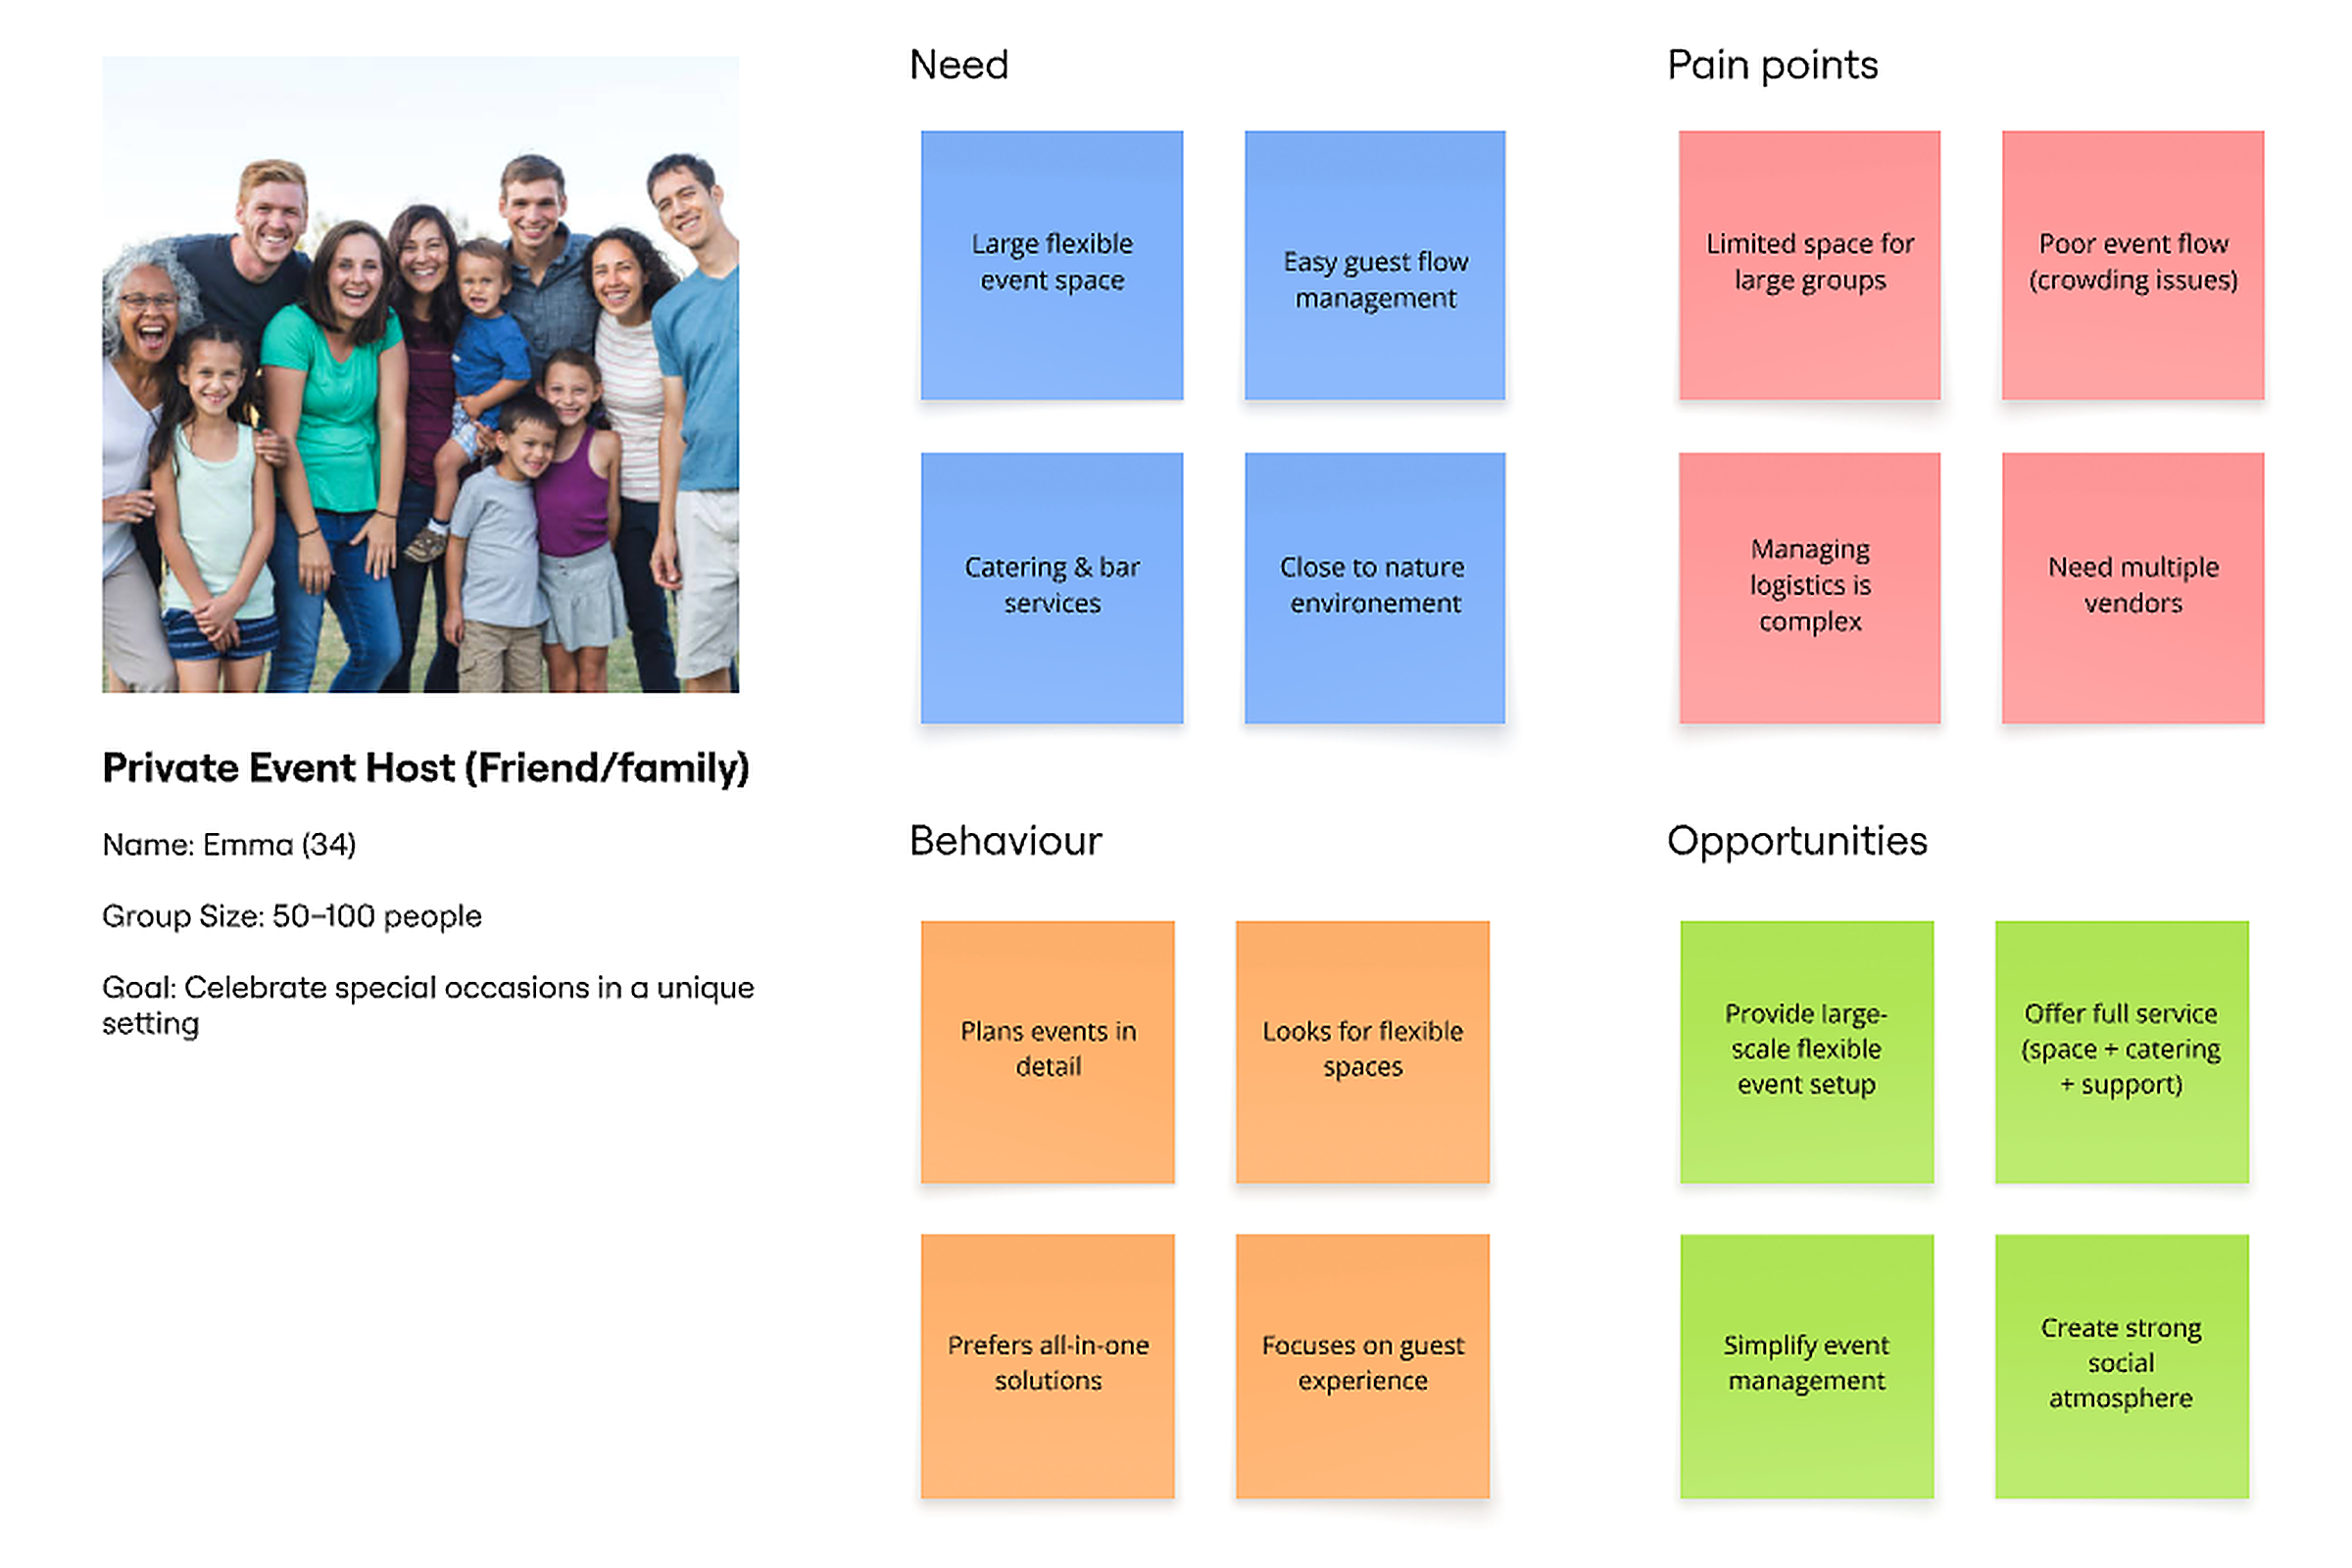 Private Event Host (Friend/family)
Name: Emma (34)
Group Size: 50–100 people
Goal: Celebrate special occasions in a unique
setting
Need
Large flexible
event space
Easy guest flow
management
Catering & bar
services
Close to nature
environement
Pain points
Limited space for
large groups
Poor event flow
(crowding issues)
Managing
logistics is
complex
Need multiple
vendors
Behaviour
Plans events in
detail
Looks for flexible
spaces
Prefers all-in-one
solutions
Focuses on guest
experience
Opportunities
Provide large-
scale flexible
event setup
Offer full service
(space + catering
+ support)
Simplify event
management
Create strong
social
atmosphere